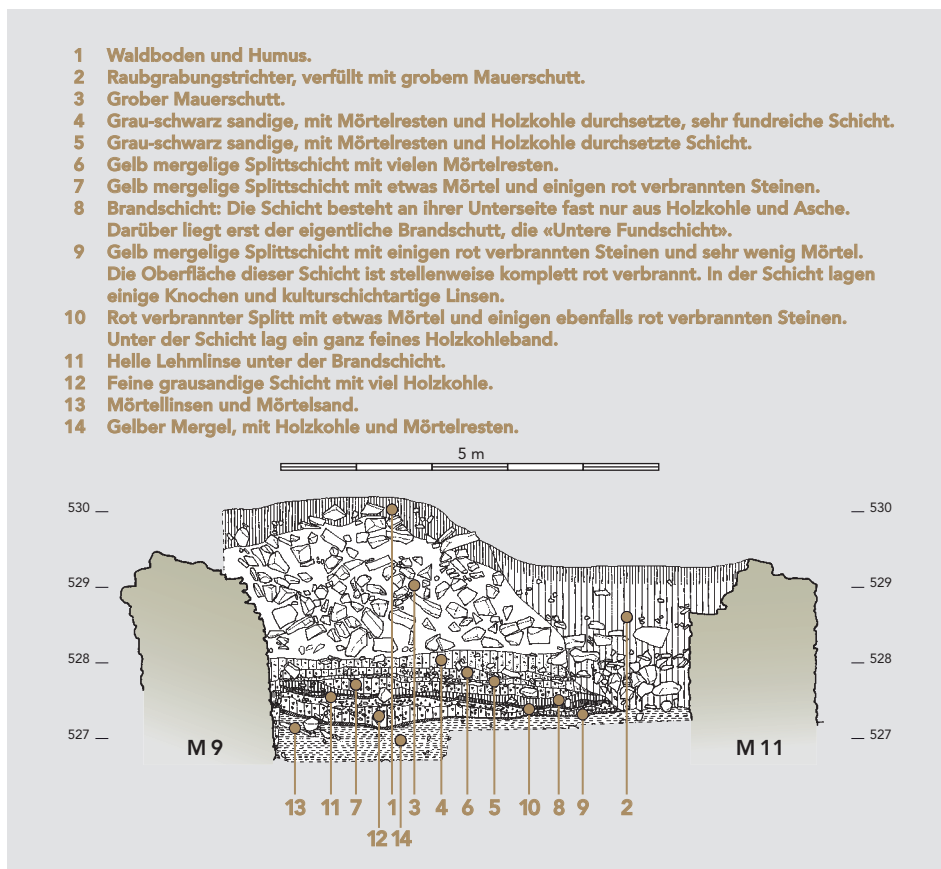 1 Waldboden und Humus.
2 Raubgrabungstrichter, verfüllt mit grobem Mauerschutt.
3 Grober Mauerschutt.
4 Grau-schwarz sandige, mit Mörtelresten und Holzkohle durchsetzte, sehr fundreiche Schicht.
5 Grau-schwarz sandige, mit Mörtelresten und Holzkohle durchsetzte Schicht.
6 Gelb mergelige Splittschicht mit vielen Mörtelresten.
7 Gelb mergelige Splittschicht mit etwas Mörtel und einigen rot verbrannten Steinen.
8 Brandschicht: Die Schicht besteht an ihrer Unterseite fast nur aus Holzkohle und Asche.
Darüber liegt erst der eigentliche Brandschutt, die «Untere Fundschicht».
9 Gelb mergelige Splittschicht mit einigen rot verbrannten Steinen und sehr wenig Mörtel.
Die Oberfläche dieser Schicht ist stellenweise komplett rot verbrannt. In der Schicht lagen
einige Knochen und kulturschichtartige Linsen.
10 Rot verbrannter Splitt mit etwas Mörtel und einigen ebenfalls rot verbrannten Steinen.
Unter der Schicht lag ein ganz feines Holzkohleband.
11 Helle Lehmlinse unter der Brandschicht.
12 Feine grausandige Schicht mit viel Holzkohle.
13 Mörtellinsen und Mörtelsand.
14 Gelber Mergel, mit Holzkohle und Mörtelresten.
5 m
530 530
529 529
528 528
527 527
M 9 M 11
13 11 7 1 3 4 6 5 10 8 9 2
12 14